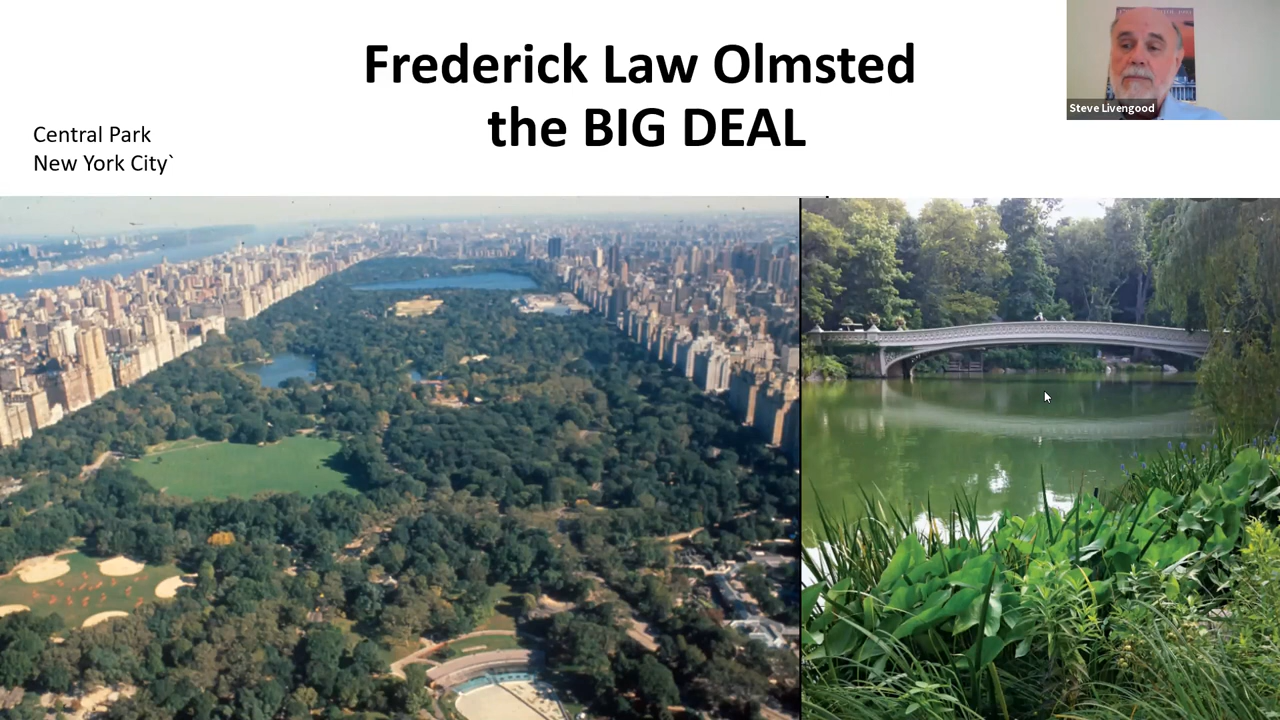 Frederick Law Olmsted
the BIG DEAL
Central Park
New York City`
Steve Livengood